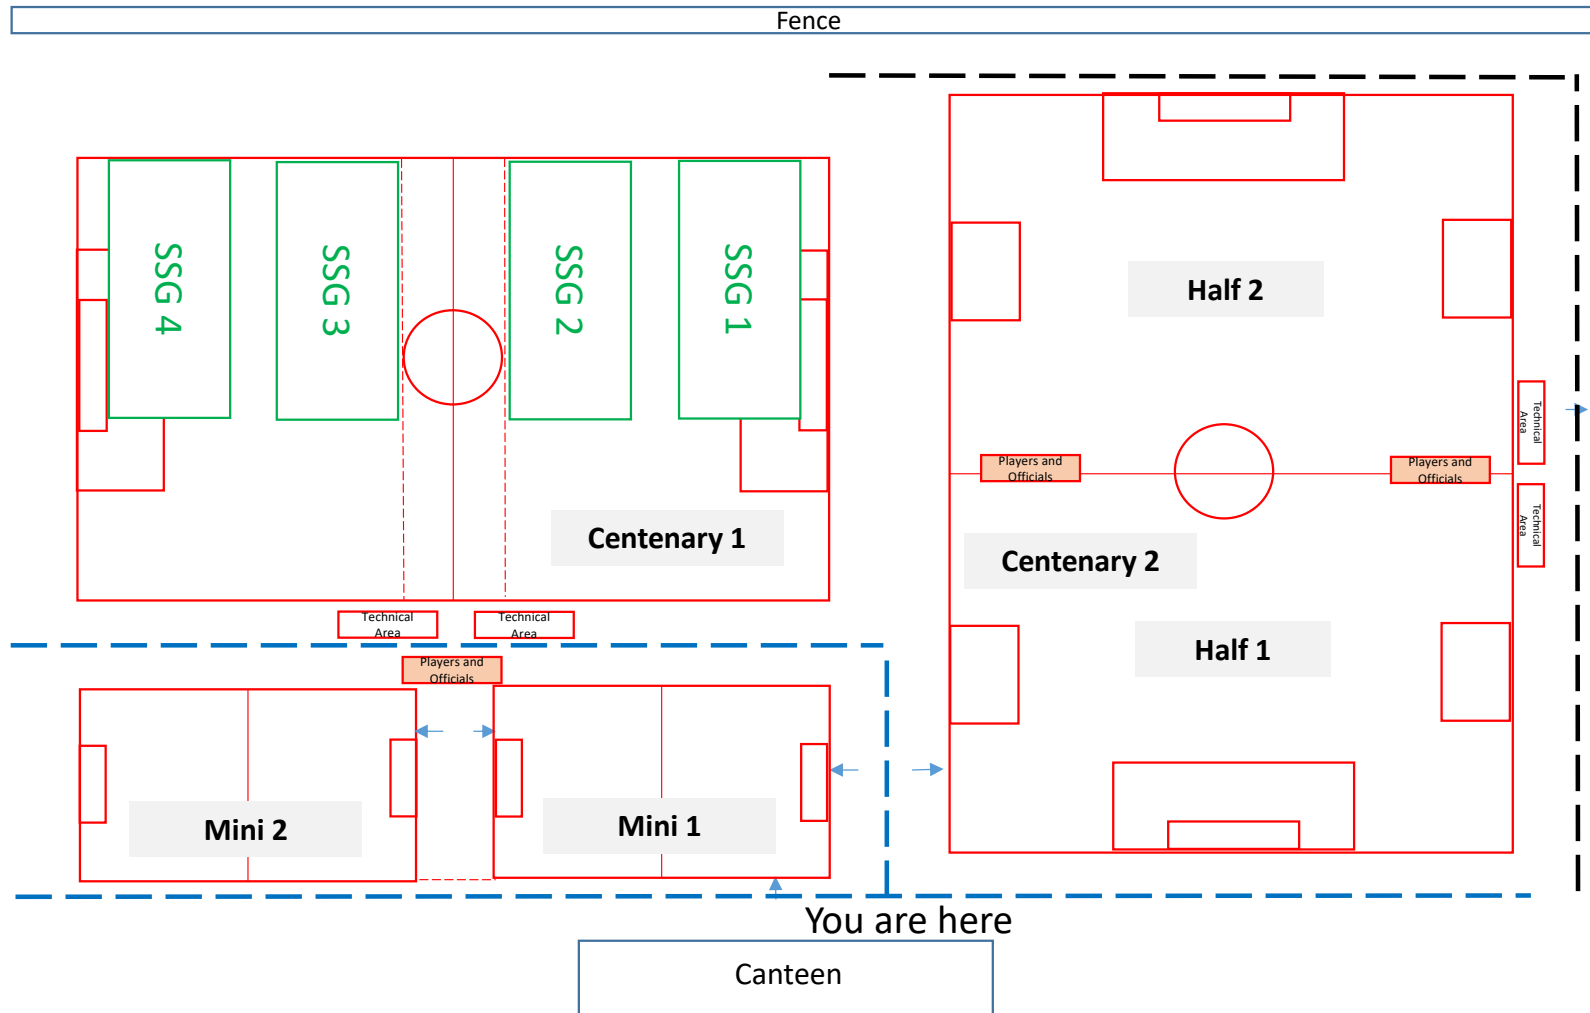 Fence
SSG 4
SSG 3
SSG 2
SSG 1
Half 2
Technical
Area
Players and
Officials
Players and
Officials
Technical
Area
Centenary 1
Centenary 2
Technical
Area
Technical
Area
Half 1
Players and
Officials
Mini 2
Mini 1
You are here
Canteen